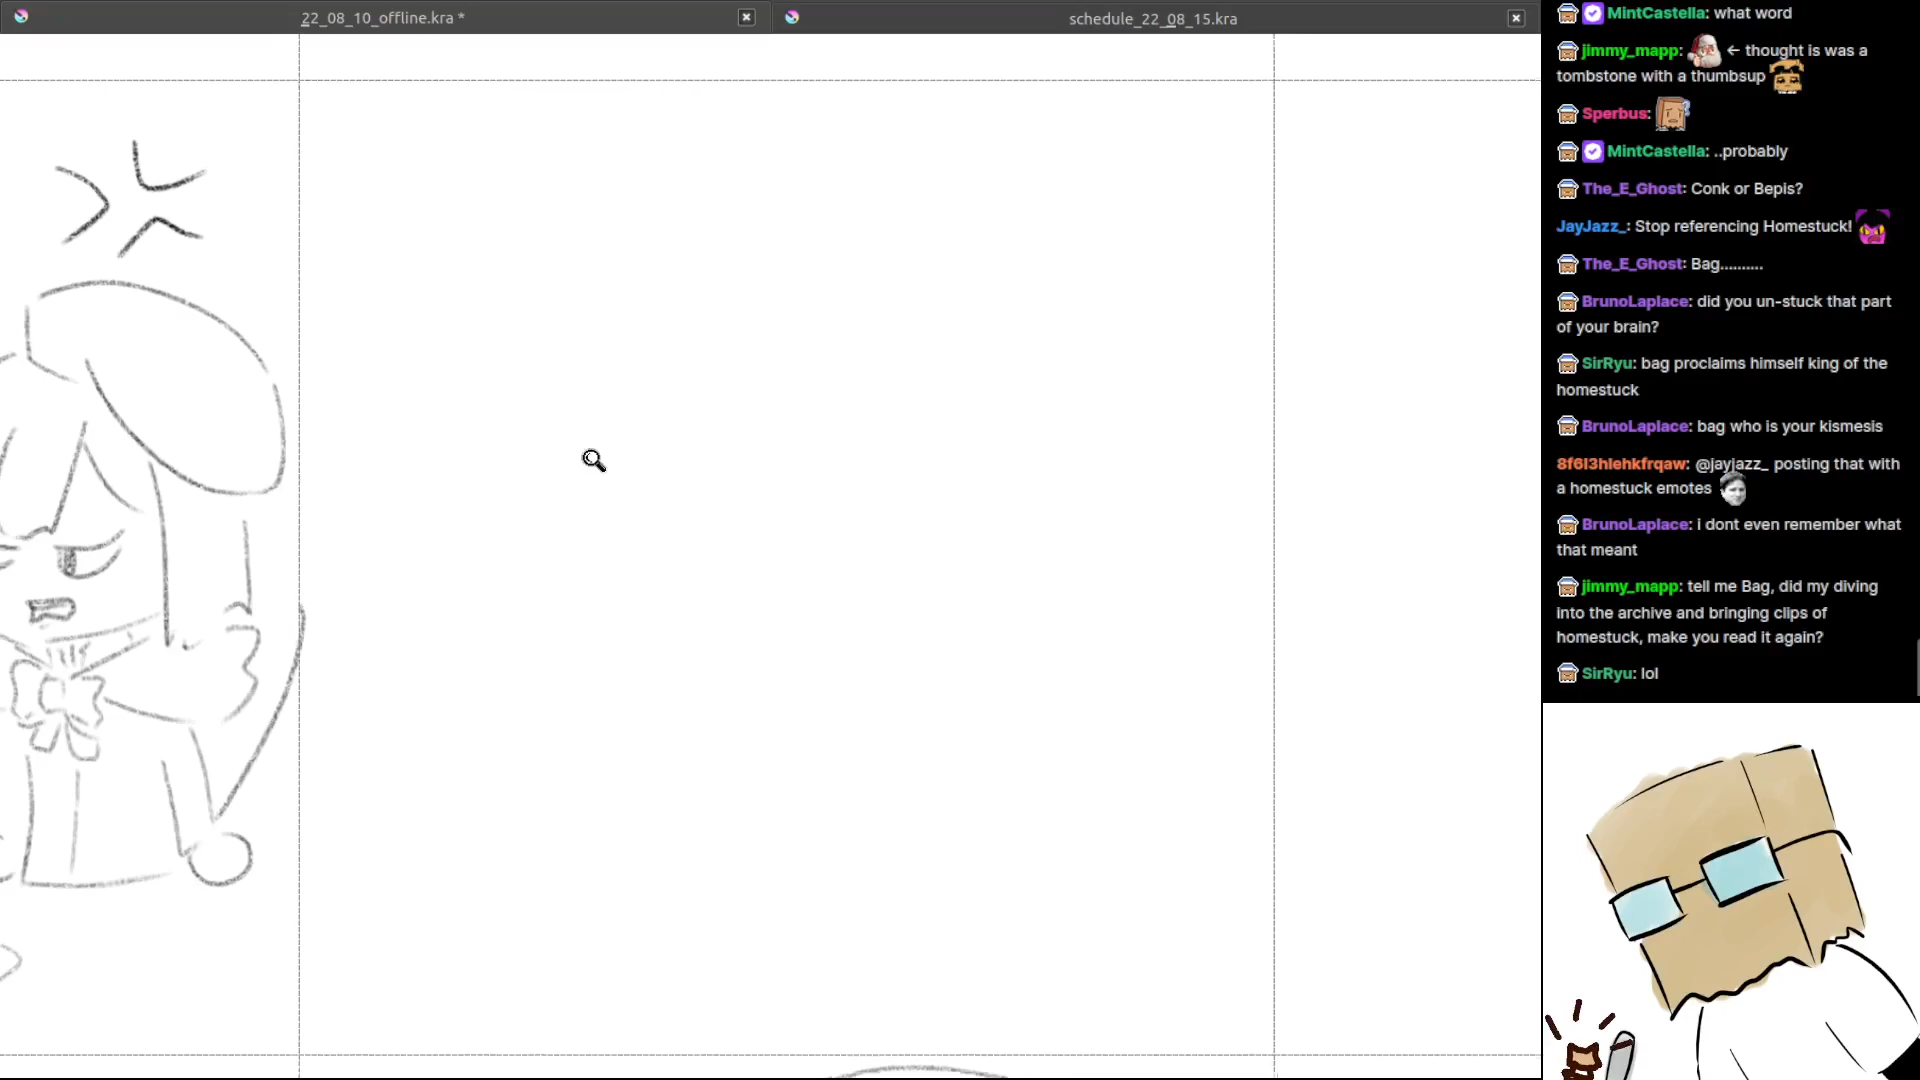 22_08_10_offline.kra *
schedule_22_08_15.kra
MintCastella: what word
jimmy_mapp: ← thought is was a
tombstone with a thumbsup
Sperbus:
MintCastella: ..probably
The_E_Ghost: Conk or Bepis?
JayJazz_: Stop referencing Homestuck!
The_E_Ghost: Bag..........
BrunoLaplace: did you un-stuck that part
of your brain?
SirRyu: bag proclaims himself king of the
homestuck
BrunoLaplace: bag who is your kismesis
8f6l3hlehkfrqaw: @jayjazz_ posting that with
a homestuck emotes
BrunoLaplace: i dont even remember what
that meant
jimmy_mapp: tell me Bag, did my diving
into the archive and bringing clips of
homestuck, make you read it again?
SirRyu: lol